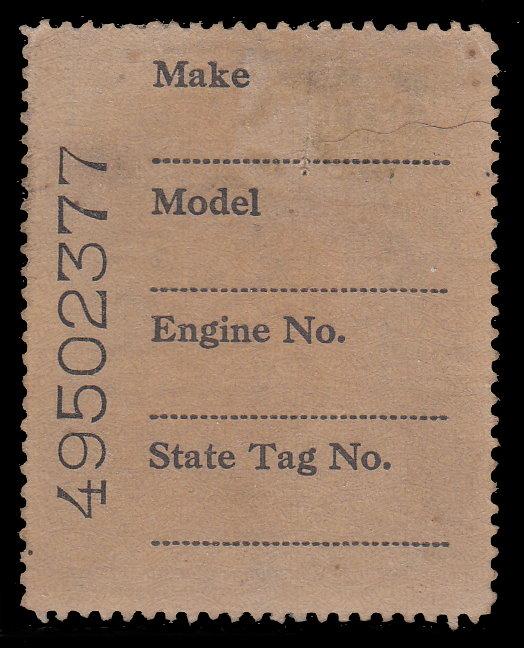 Make
Model
Engine No.
State Tag No.
49502377